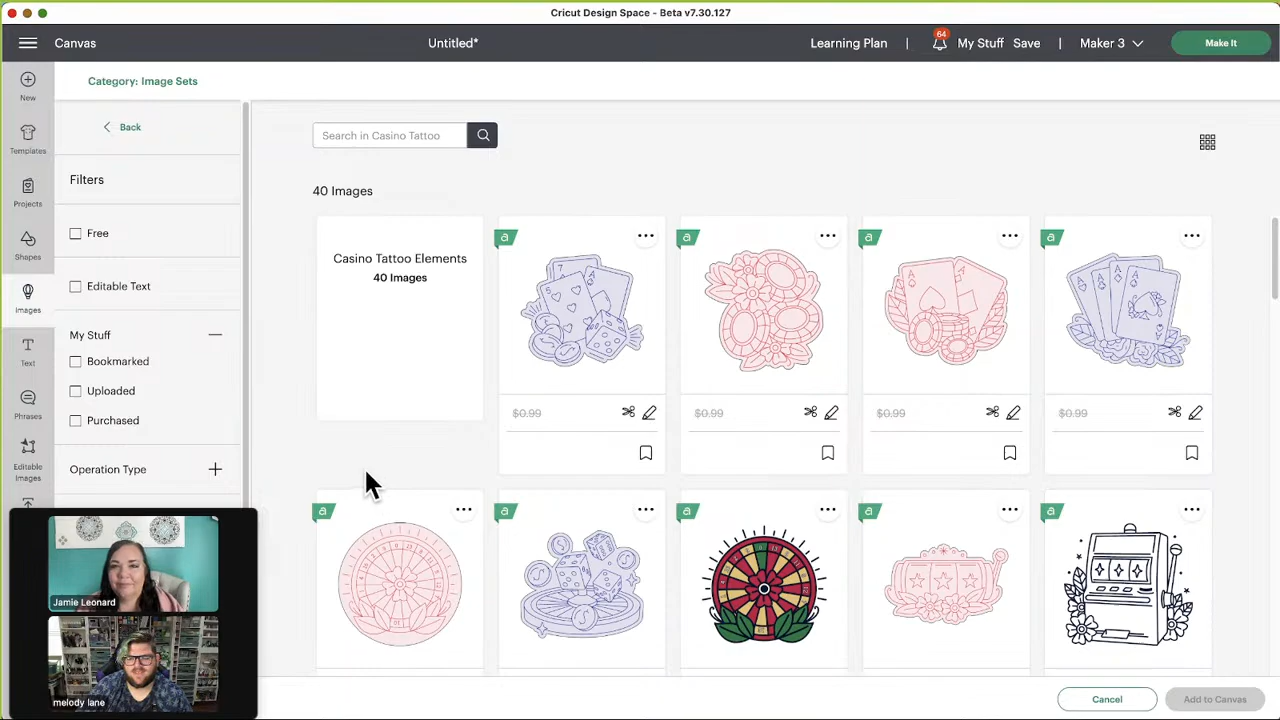 Cricut Design Space - Beta v7.30.127
Canvas
Untitled*
Learning Plan | 64 My Stuff Save | Maker 3 Make It
New
Templates
Projects
Shapes
Images
Text
Phrases
Editable
Images
Category: Image Sets
Back
Filters
Free
Editable Text
My Stuff
Bookmarked
Uploaded
Purchased
Operation Type
Search in Casino Tattoo
40 Images
Casino Tattoo Elements
40 Images
a a a a
$0.99 $0.99 $0.99 $0.99
a a a a a
Jamie Leonard
melody lane
Cancel Add to Canvas